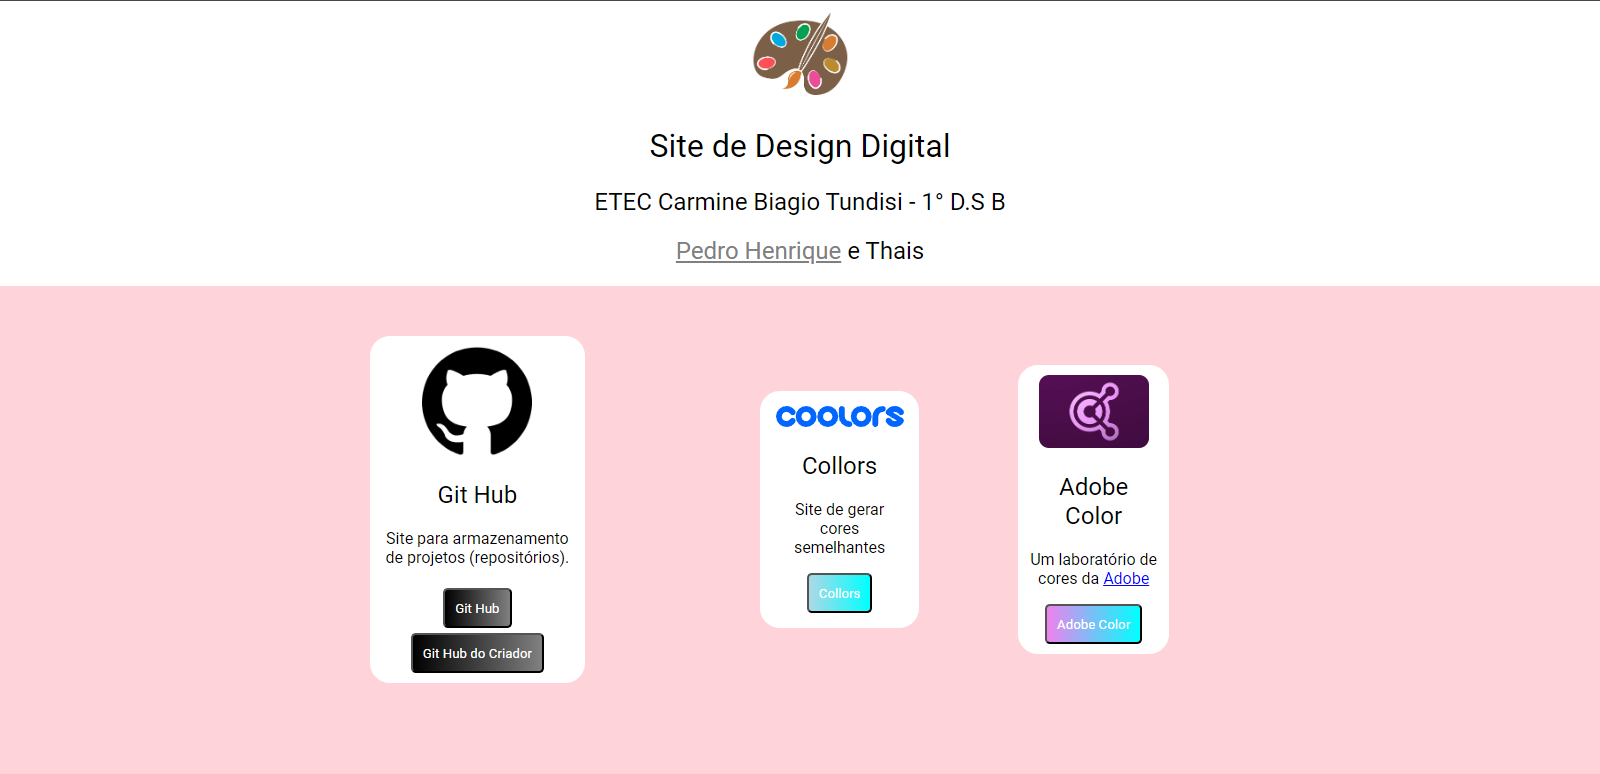 Site de Design Digital
ETEC Carmine Biagio Tundisi - 1° D.S B
Pedro Henrique e Thais
Git Hub
Site para armazenamento
de projetos (repositórios).
Git Hub
Git Hub do Criador
coolors
Collors
Site de gerar
cores
semelhantes
Collors
Adobe
Color
Um laboratório de
cores da Adobe
Adobe Color